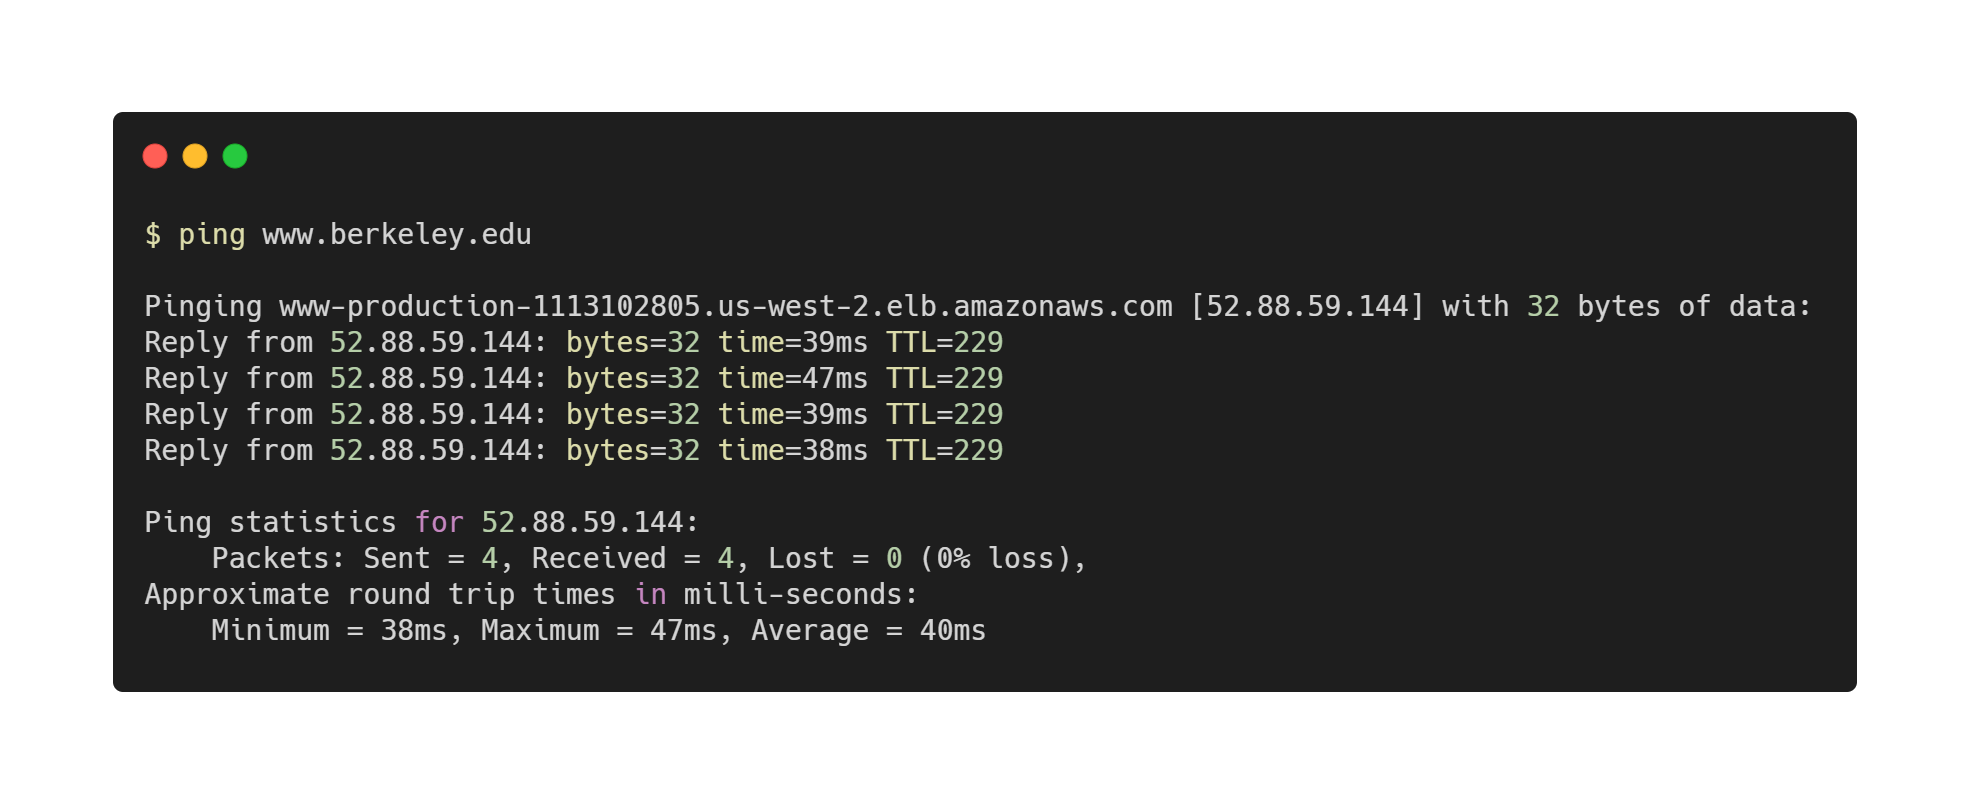 $ ping www.berkeley.edu
Pinging www-production-1113102805.us-west-2.elb.amazonaws.com [52.88.59.144] with 32 bytes of data:
Reply from 52.88.59.144: bytes=32 time=39ms TTL=229
Reply from 52.88.59.144: bytes=32 time=47ms TTL=229
Reply from 52.88.59.144: bytes=32 time=39ms TTL=229
Reply from 52.88.59.144: bytes=32 time=38ms TTL=229
Ping statistics for 52.88.59.144:
    Packets: Sent = 4, Received = 4, Lost = 0 (0% loss),
Approximate round trip times in milli-seconds:
    Minimum = 38ms, Maximum = 47ms, Average = 40ms